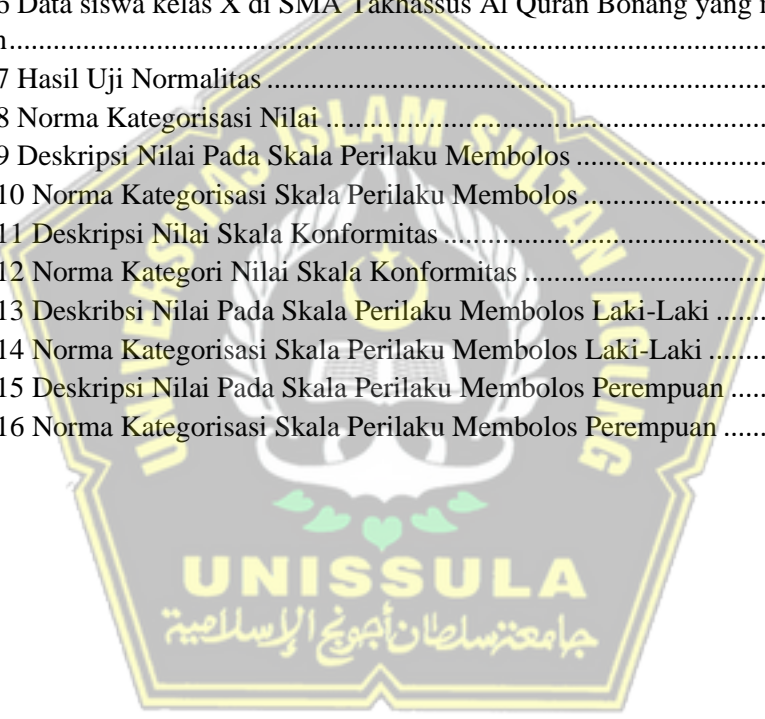 6 Data siswa kelas X di SMA Takhassus Al Quran Bonang yang
n
7 Hasil Uji Normalitas
8 Norma Kategorisasi Nilai
9 Deskripsi Nilai Pada Skala Perilaku Membolos
10 Norma Kategorisasi Skala Perilaku Membolos
11 Deskripsi Nilai Skala Konformitas
12 Norma Kategori Nilai Skala Konformitas
13 Deskribsi Nilai Pada Skala Perilaku Membolos Laki-Laki
14 Norma Kategorisasi Skala Perilaku Membolos Laki-Laki
15 Deskripsi Nilai Pada Skala Perilaku Membolos Perempuan
16 Norma Kategorisasi Skala Perilaku Membolos Perempuan
UNIVERSITAS ISLAM SULTAN AGUNG
UNISSULA
جامعة سلطان أجونج الإسلامية